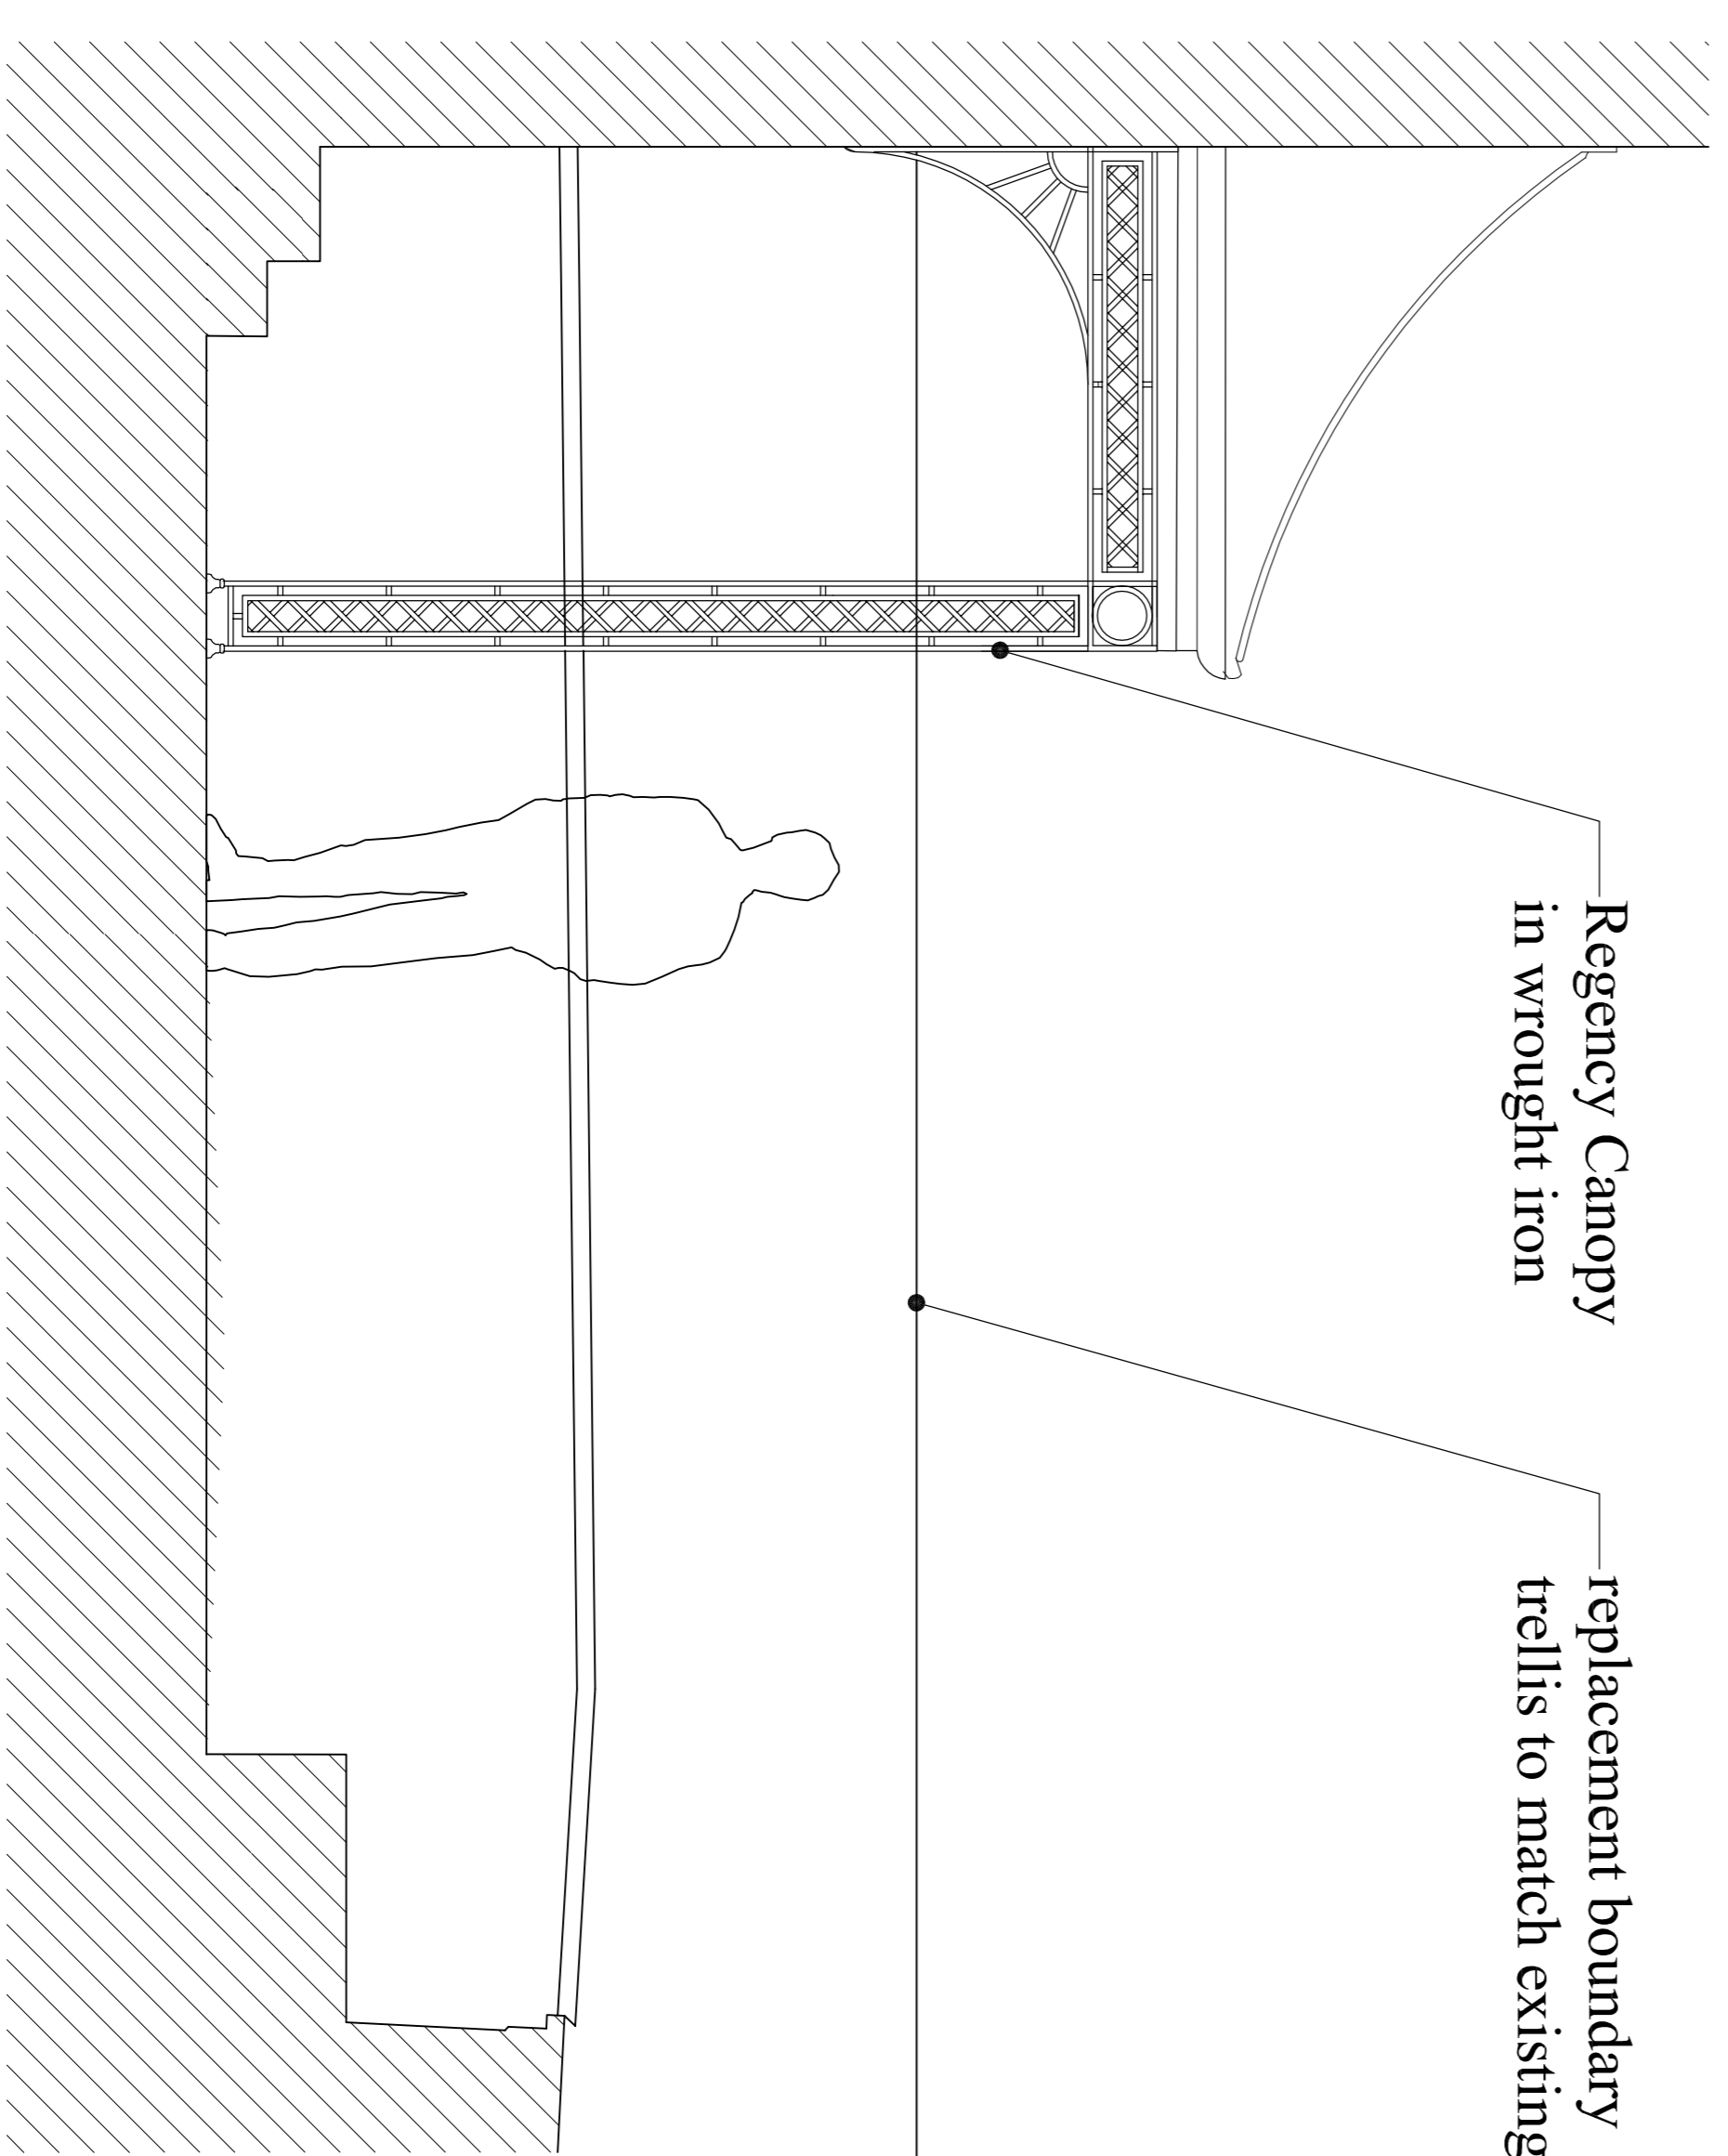 Regency Canopy
in wrought iron
replacement boundary
trellis to match existing